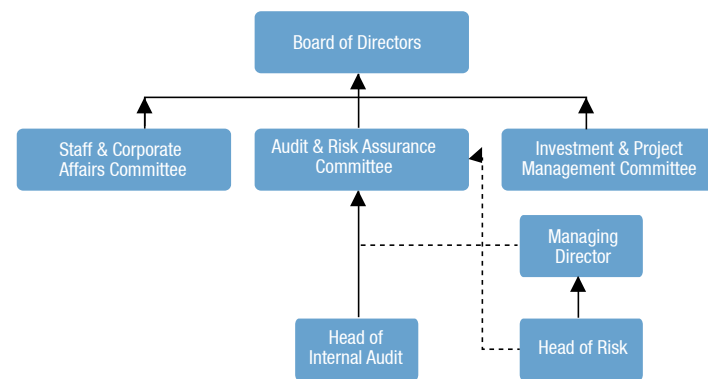 Board of Directors
Staff & Corporate
Affairs Committee
Audit & Risk Assurance
Committee
Investment & Project
Management Committee
Managing
Director
Head of
Internal Audit
Head of Risk